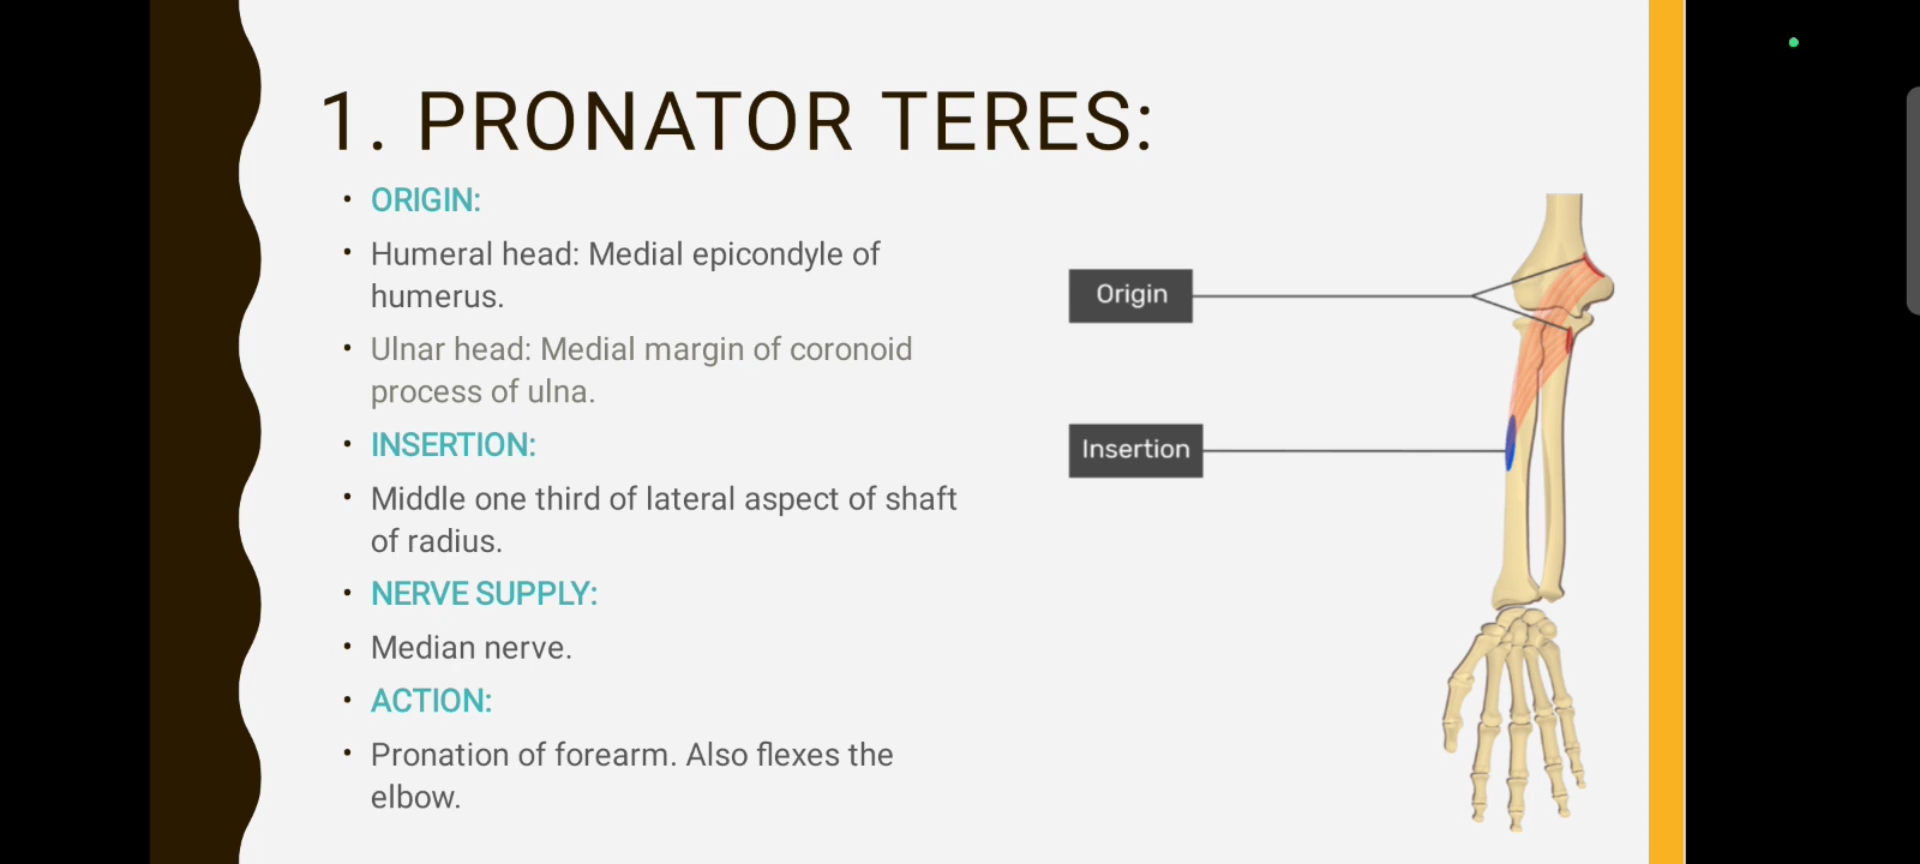 1. PRONATOR TERES:
• ORIGIN:
• Humeral head: Medial epicondyle of
humerus.
• Ulnar head: Medial margin of coronoid
process of ulna.
• INSERTION:
• Middle one third of lateral aspect of shaft
of radius.
• NERVE SUPPLY:
• Median nerve.
• ACTION:
• Pronation of forearm. Also flexes the
elbow.
Origin
Insertion